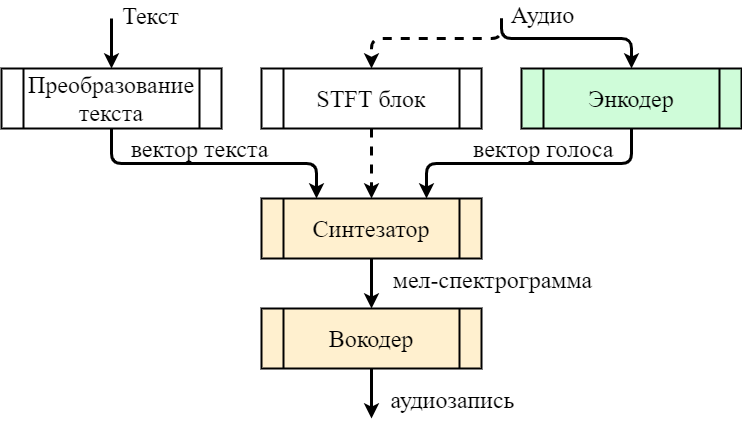 Текст
Аудио
Преобразование
текста
STFT блок
Энкодер
вектор текста
вектор голоса
Синтезатор
мел-спектрограмма
Вокодер
аудиозапись